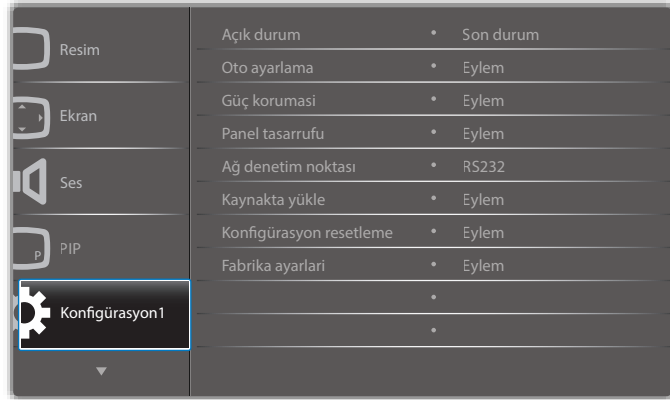 Resim
Ekran
Ses
P
PIP
Konfigürasyon1
Açık durum • Son durum
Oto ayarlama • Eylem
Güç korumasi • Eylem
Panel tasarrufu • Eylem
Ağ denetim noktası • RS232
Kaynakta yükle • Eylem
Konfigürasyon resetleme • Eylem
Fabrika ayarlari • Eylem
•
•